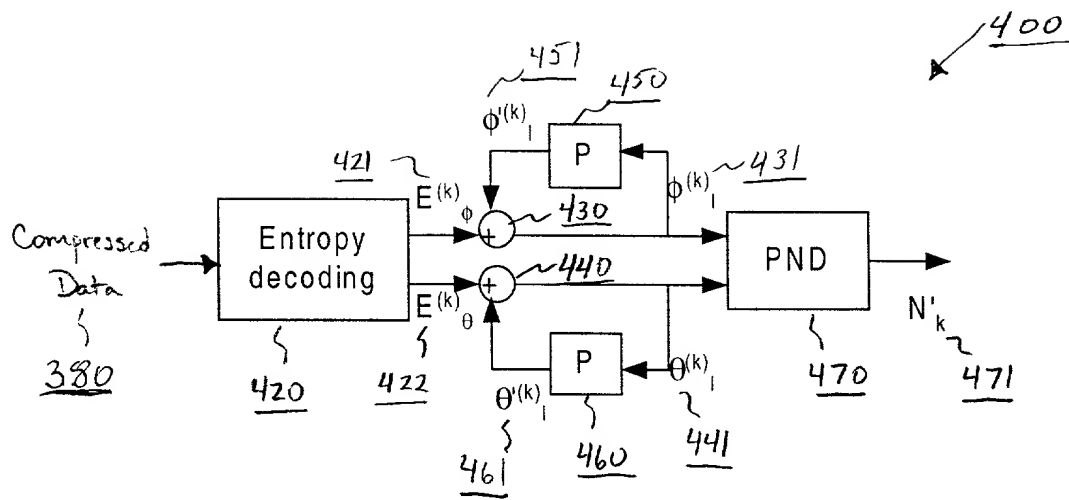 400
451
450
ϕ'(k)l
P
421
431
E(k)ϕ
430
ϕ(k)l
Compressed
Data
Entropy
decoding
+
+
440
PND
E(k)θ
N'k
380
420
422
P
θ'(k)l
θ(k)l
470
471
461
460
441